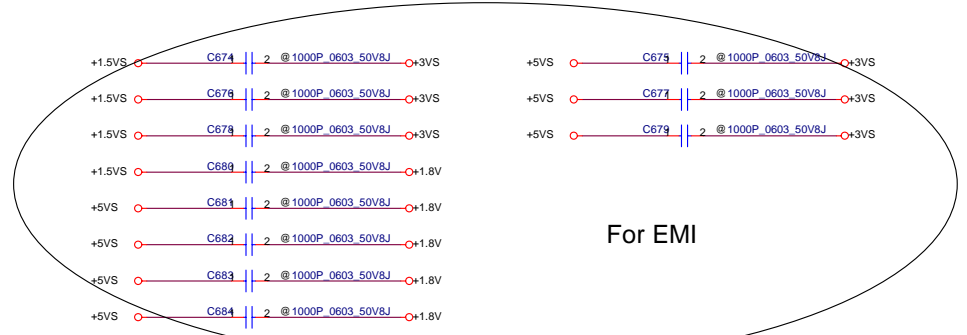 +1.5VS C674 1 2 @1000P_0603_50V8J +3VS
+5VS C675 1 2 @1000P_0603_50V8J +3VS
+1.5VS C676 1 2 @1000P_0603_50V8J +3VS
+5VS C677 1 2 @1000P_0603_50V8J +3VS
+1.5VS C678 1 2 @1000P_0603_50V8J +3VS
+5VS C679 1 2 @1000P_0603_50V8J +3VS
+1.5VS C680 1 2 @1000P_0603_50V8J +1.8V
+5VS C681 1 2 @1000P_0603_50V8J +1.8V
+5VS C682 1 2 @1000P_0603_50V8J +1.8V
For EMI
+5VS C683 1 2 @1000P_0603_50V8J +1.8V
+5VS C684 1 2 @1000P_0603_50V8J +1.8V